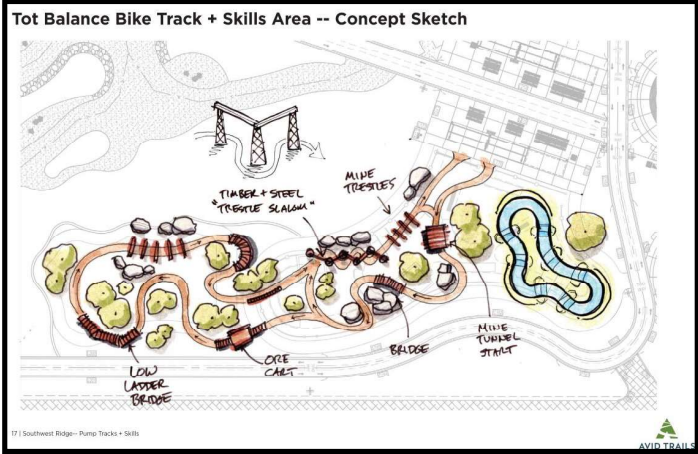 Tot Balance Bike Track + Skills Area -- Concept Sketch
MINE
TRESTLES
TIMBER + STEEL
"TRESTLE SLALOM"
LOW
LADDER
BRIDGE
ORE
CART
BRIDGE
MINE
TUNNEL
START
17 | Southwest Ridge-- Pump Tracks + Skills
AVID TRAILS